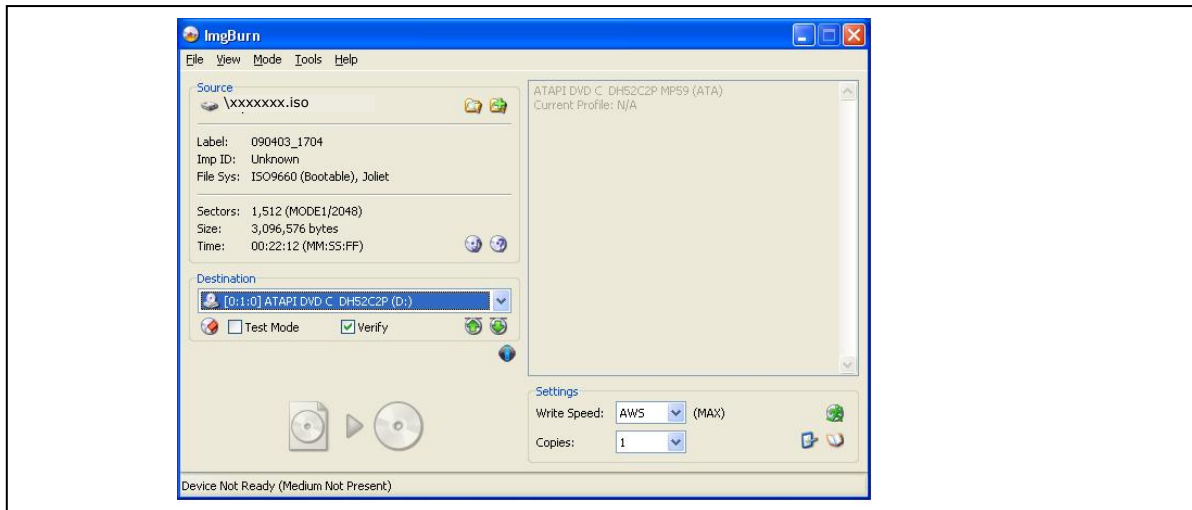 ImgBurn
File View Mode Tools Help
Source
\xxxxxxx.iso
Label: 090403_1704
Imp ID: Unknown
File Sys: ISO9660 (Bootable), Joliet
Sectors: 1,512 (MODE1/2048)
Size: 3,096,576 bytes
Time: 00:22:12 (MM:SS:FF)
Destination
[0:1:0] ATAPI DVD C DH52C2P (D:)
Test Mode Verify
ATAPI DVD C DH52C2P MP59 (ATA)
Current Profile: N/A
Settings
Write Speed: AWS (MAX)
Copies: 1
Device Not Ready (Medium Not Present)